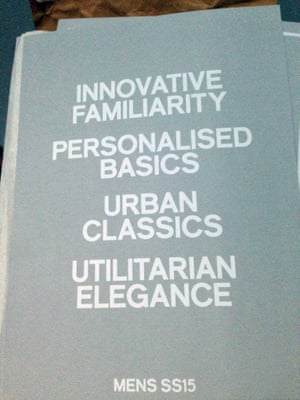 INNOVATIVE
FAMILIARITY
PERSONALISED
BASICS
URBAN
CLASSICS
UTILITARIAN
ELEGANCE
MENS SS15